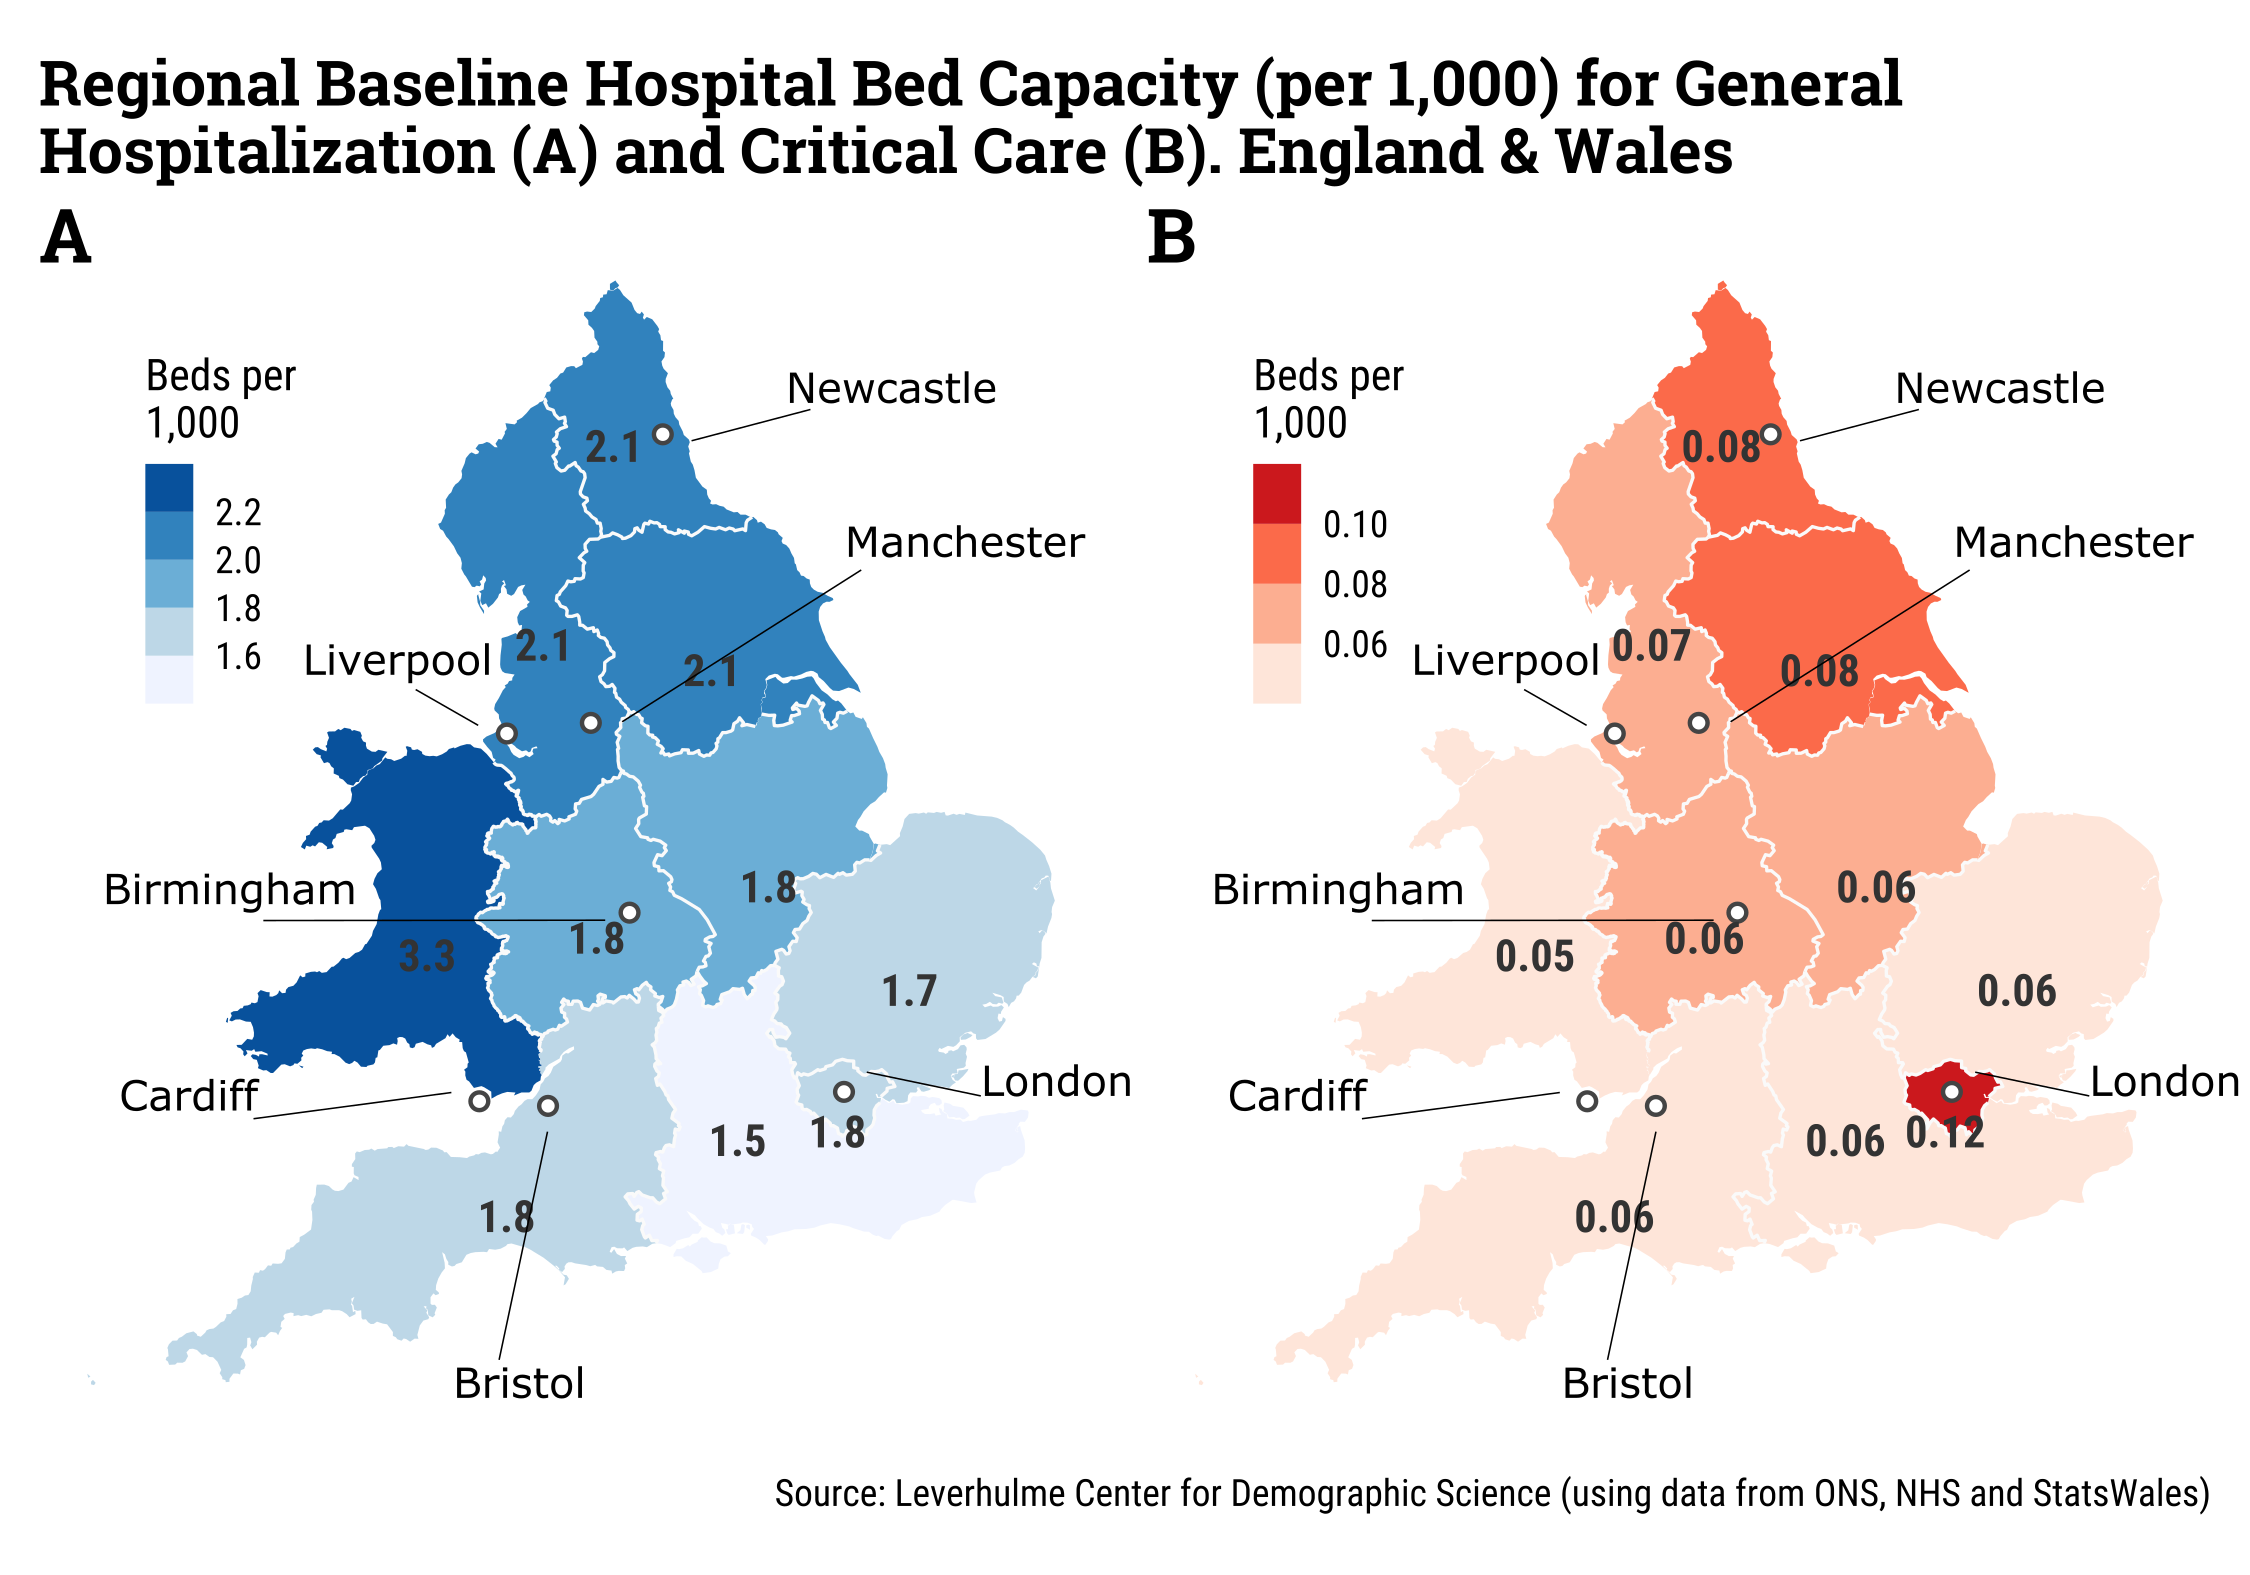 Regional Baseline Hospital Bed Capacity (per 1,000) for General
Hospitalization (A) and Critical Care (B). England & Wales
A
Beds per
1,000
2.2
2.0
1.8
1.6
Newcastle
2.1
Manchester
2.1
Liverpool
2.1
Birmingham
1.8
1.8
3.3
1.7
Cardiff
London
1.5
1.8
1.8
Bristol
B
Beds per
1,000
0.10
0.08
0.06
Newcastle
0.08
Manchester
0.07
Liverpool
0.08
Birmingham
0.06
0.06
0.05
0.06
Cardiff
London
0.06
0.12
0.06
Bristol
Source: Leverhulme Center for Demographic Science (using data from ONS, NHS and StatsWales)